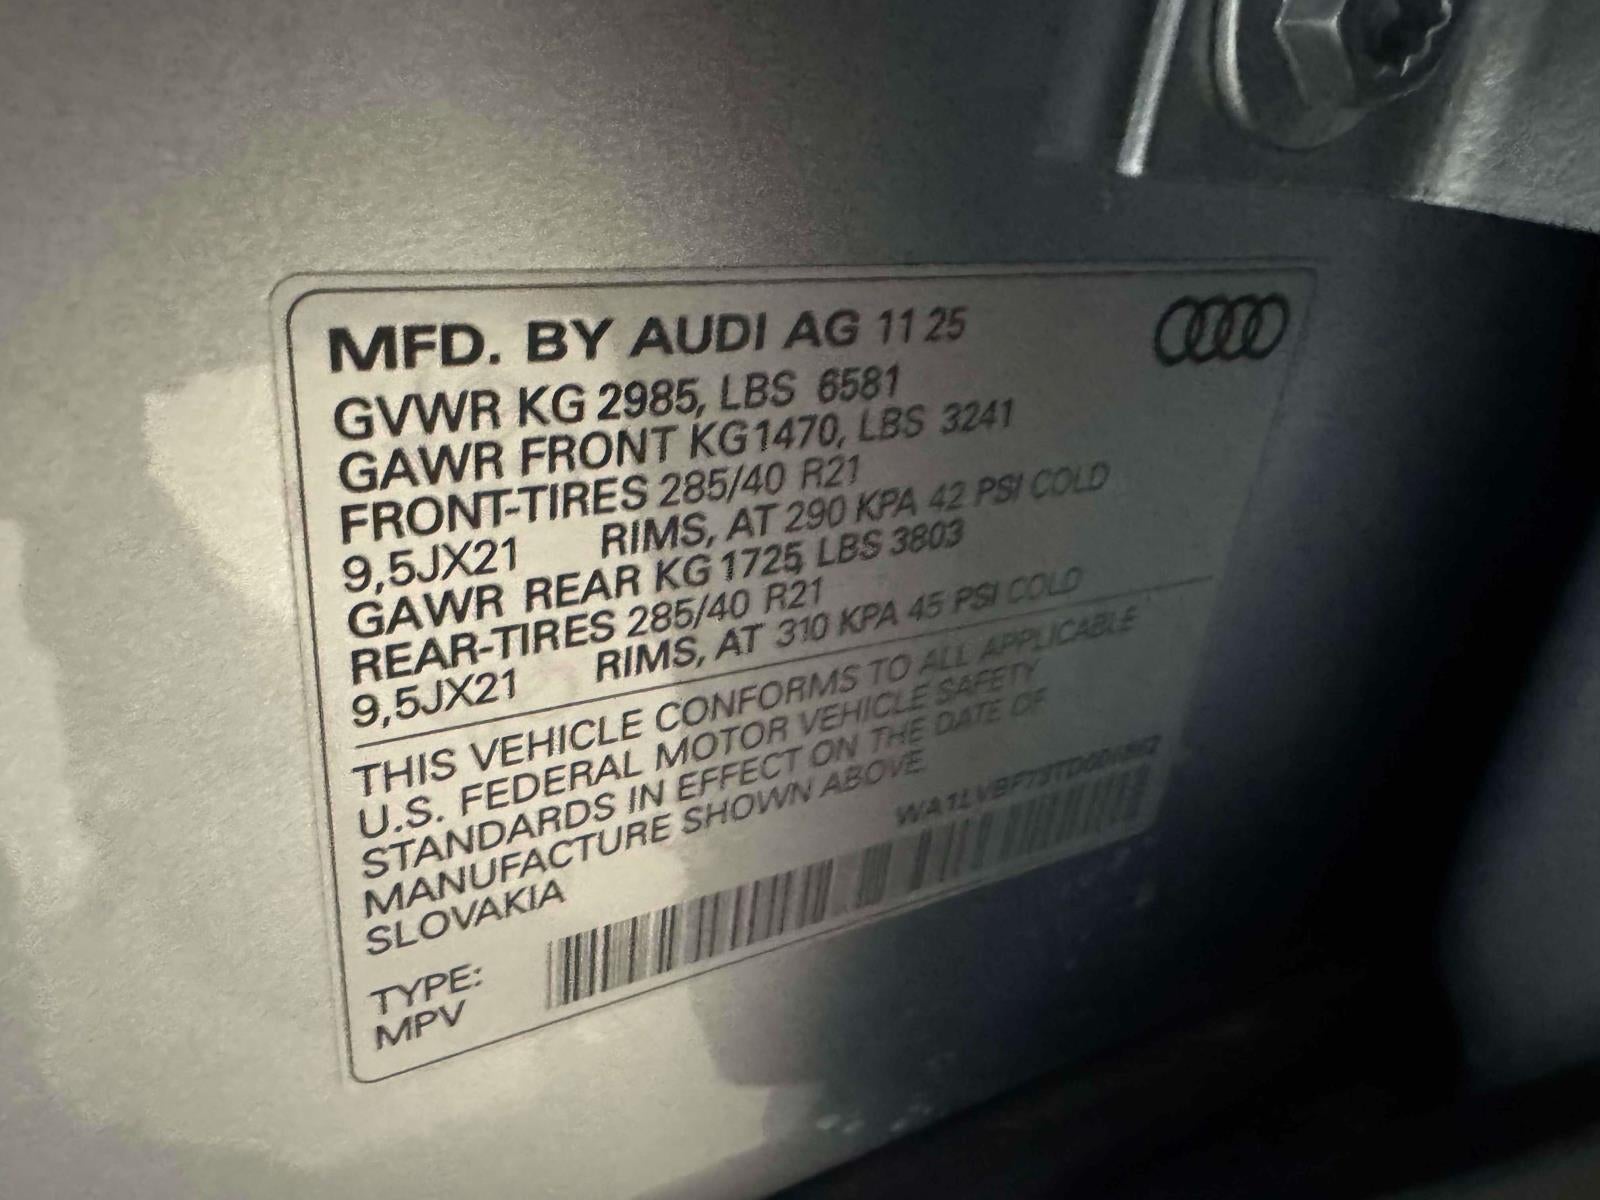 MFD. BY AUDI AG 11 25
GVWR KG 2985, LBS 6581
GAWR FRONT KG1470, LBS 3241
FRONT-TIRES 285/40 R21
9,5JX21 RIMS, AT 290 KPA 42 PSI COLD
GAWR REAR KG1725, LBS 3803
REAR-TIRES 285/40 R21
9,5JX21 RIMS, AT 310 KPA 45 PSI COLD
THIS VEHICLE CONFORMS TO ALL APPLICABLE
U.S. FEDERAL MOTOR VEHICLE SAFETY
STANDARDS IN EFFECT ON THE DATE OF
MANUFACTURE SHOWN ABOVE
SLOVAKIA
TYPE:
MPV